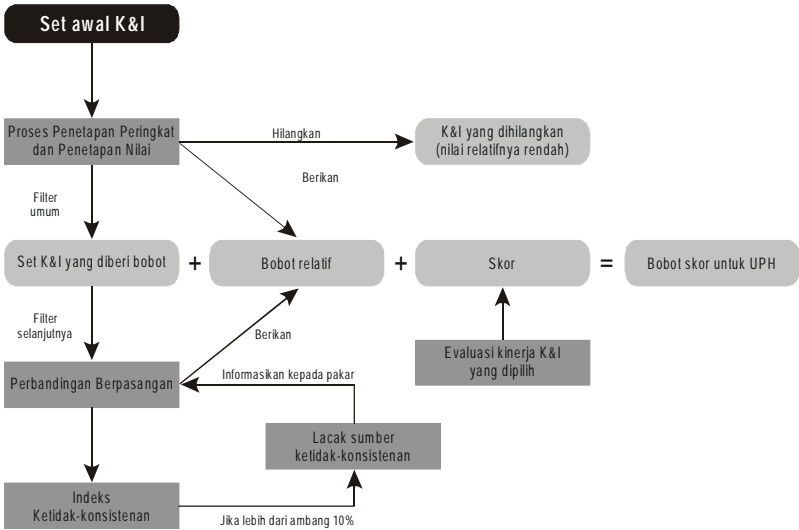 Set awal K&I
Proses Penetapan Peringkat
dan Penetapan Nilai
Hilangkan
K&I yang dihilangkan
(nilai relatifnya rendah)
Berikan
Filter
umum
Set K&I yang diberi bobot
+
Bobot relatif
+
Skor
=
Bobot skor untuk UPH
Filter
selanjutnya
Berikan
Evaluasi kinerja K&I
yang dipilih
Perbandingan Berpasangan
Informasikan kepada pakar
Lacak sumber
ketidak-konsistenan
Indeks
Ketidak-konsistenan
Jika lebih dari ambang 10%